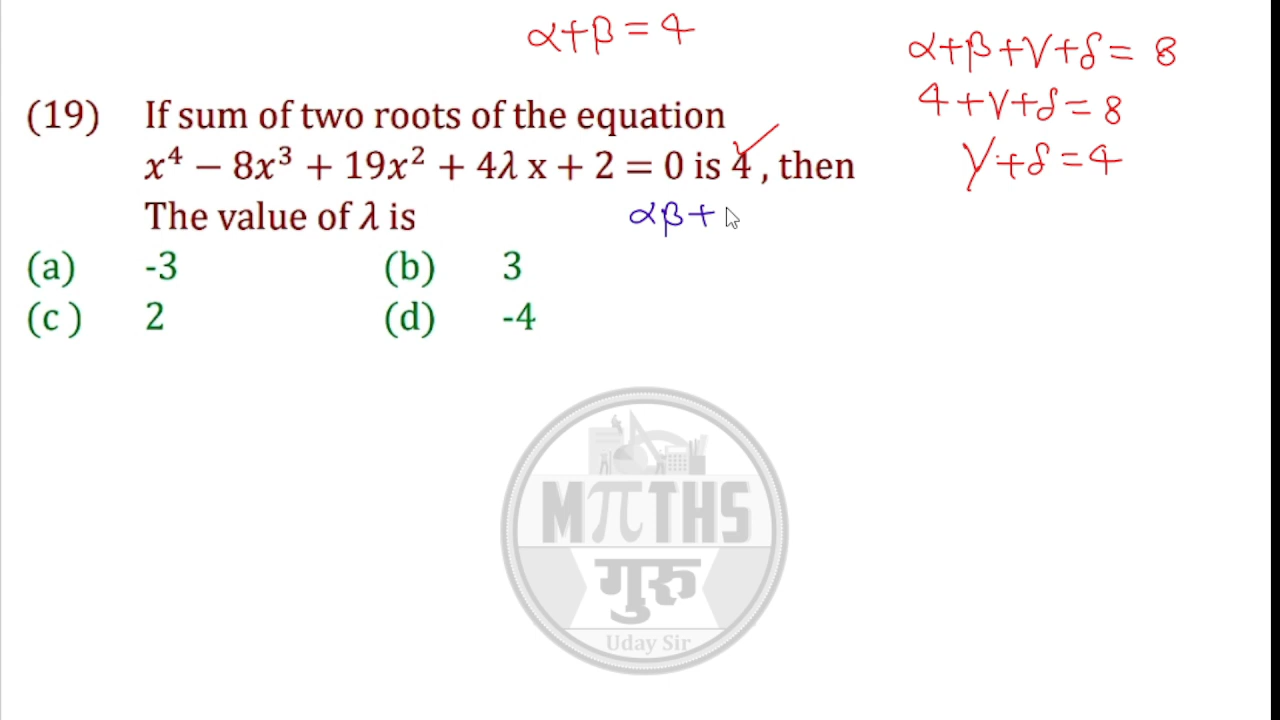 α+β = 4
α+β+γ+δ = 8
4+γ+δ = 8
γ+δ = 4
(19) If sum of two roots of the equation
x⁴ − 8x³ + 19x² + 4λ x + 2 = 0 is 4 , then
The value of λ is
αβ+
(a) -3 (b) 3
(c ) 2 (d) -4
MπTHS
गुरु
Uday Sir